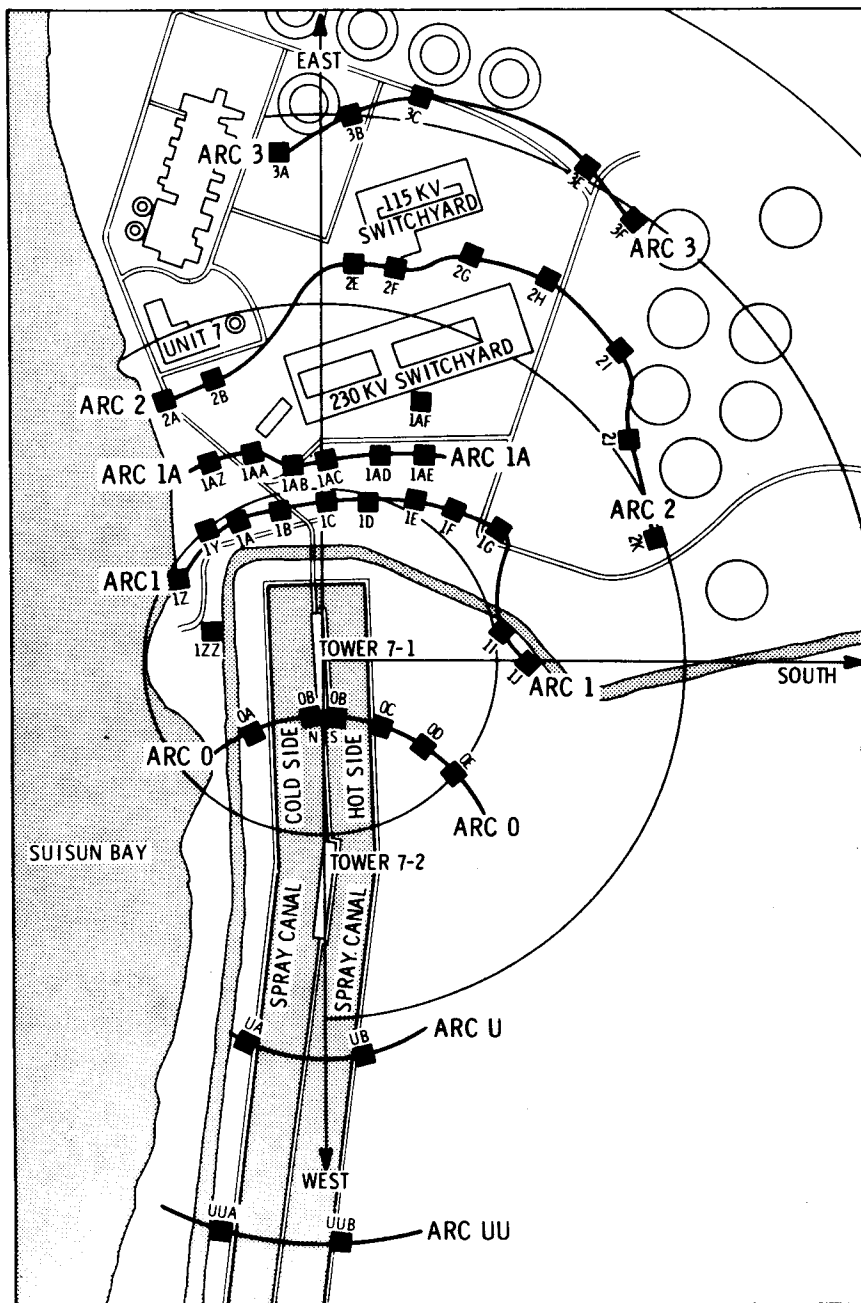 EAST
3C
3B
ARC 3
3A
3E
115 KV
SWITCHYARD
3F
ARC 3
2E
2F
2G
2H
UNIT 7
2I
230 KV SWITCHYARD
2B
ARC 2
2A
1AF
2J
ARC 1A
1AZ
1AA
1AB
1AC
1AD
1AE
ARC 1A
ARC 2
2K
1Y
1A
1B
1C
1D
1E
1F
1G
ARC 1
1Z
1ZZ
TOWER 7-1
1I
1J
ARC 1
SOUTH
0A
0B
0B
0C
0D
0E
N
ES
ARC 0
COLD SIDE
HOT SIDE
ARC 0
SUISUN BAY
TOWER 7-2
SPRAY CANAL
SPRAY CANAL
UA
UB
ARC U
WEST
UUA
UUB
ARC UU